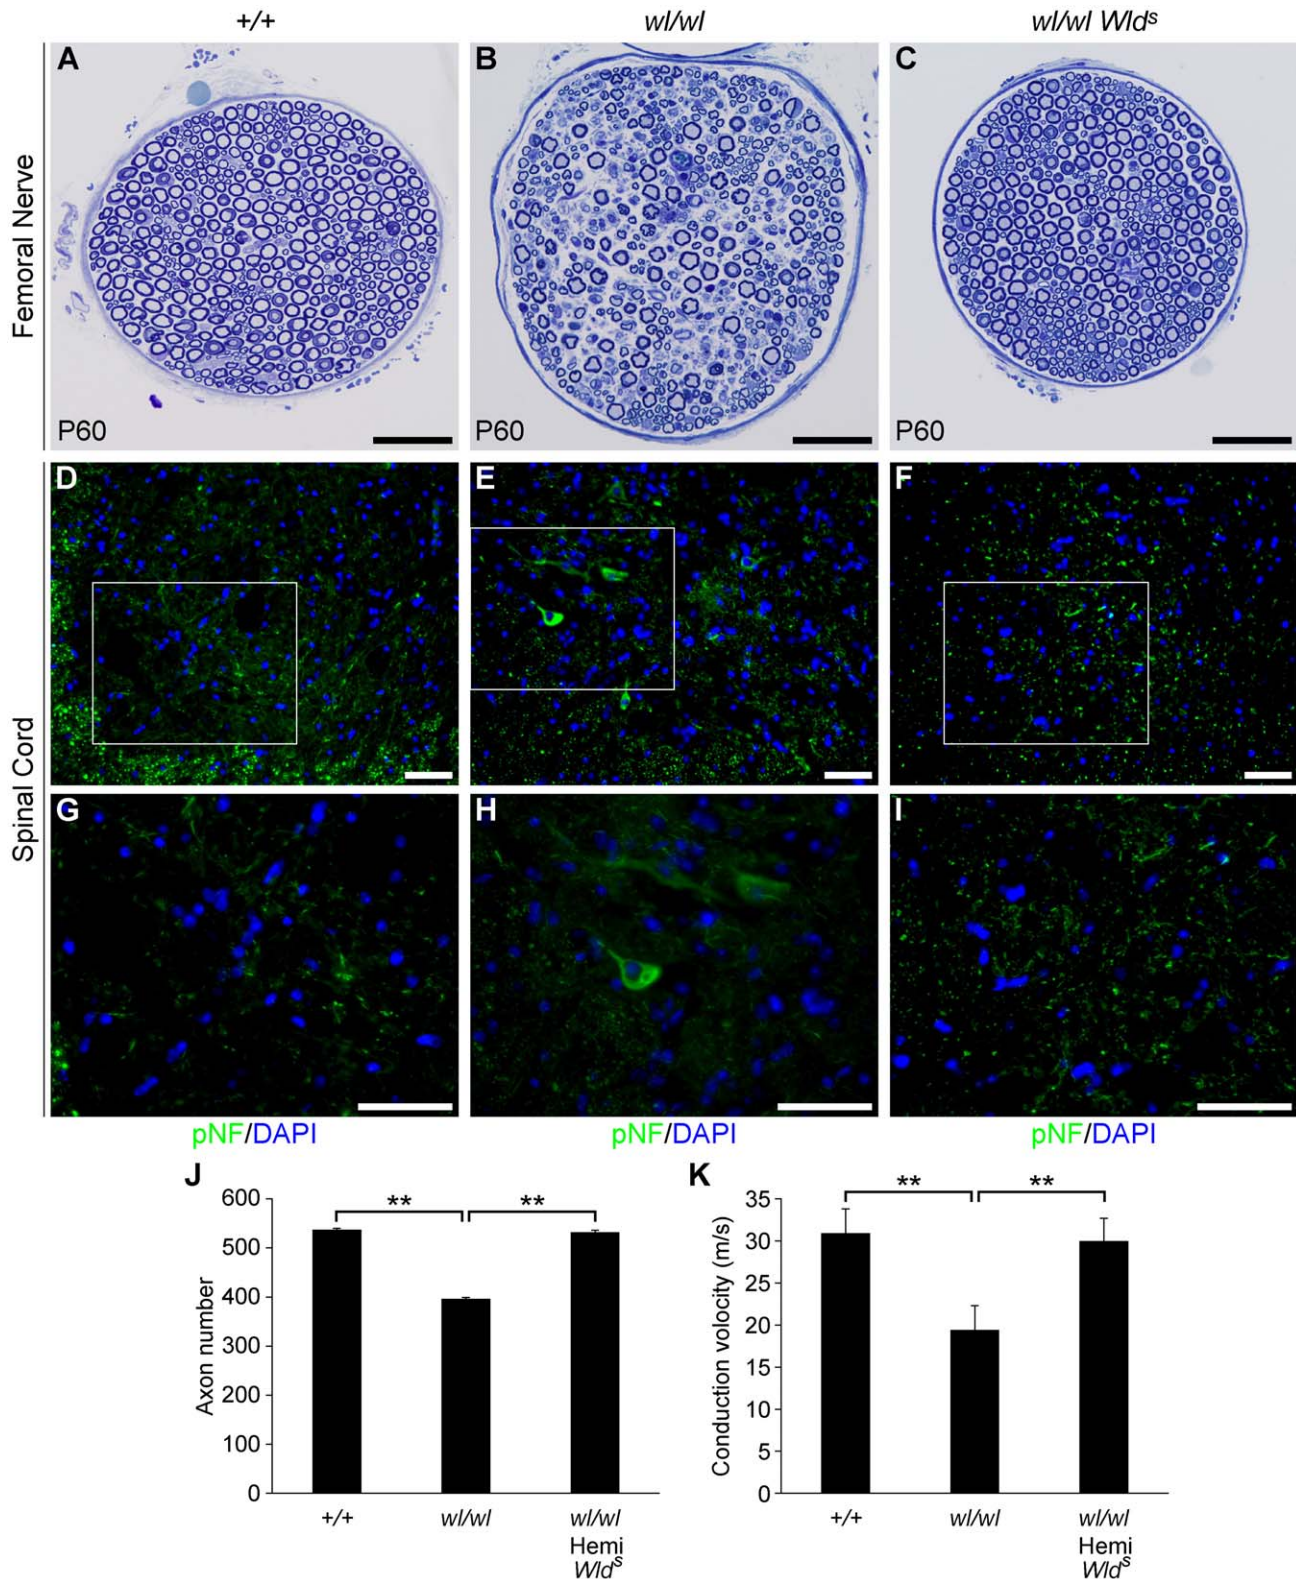 +/+ wl/wl wl/wl Wldˢ
Femoral Nerve
A B C
P60 P60 P60
Spinal Cord
D E F
G H I
pNF/DAPI pNF/DAPI pNF/DAPI
J
** **
Axon number
600
500
400
300
200
100
0
+/+ wl/wl wl/wl
Hemi
Wldˢ
K
** **
Conduction volocity (m/s)
35
30
25
20
15
10
5
0
+/+ wl/wl wl/wl
Hemi
Wldˢ